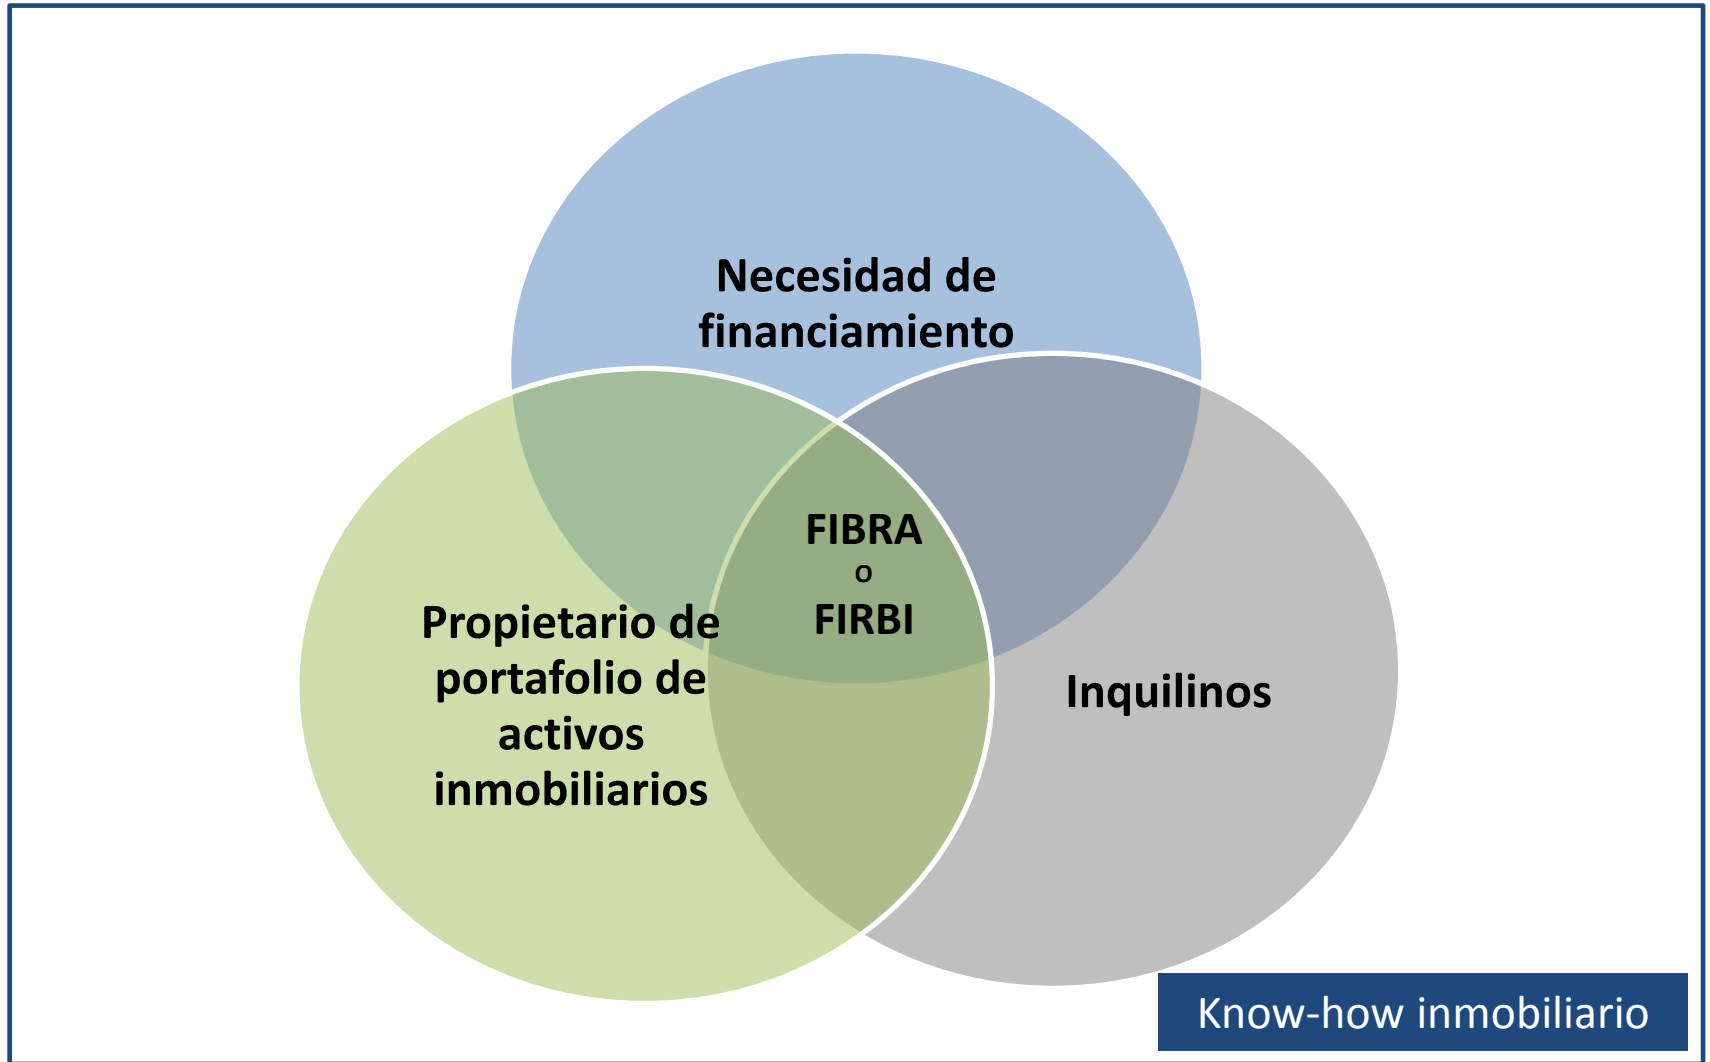 Necesidad de
financiamiento
FIBRA
o
FIRBI
Propietario de
portafolio de
activos
inmobiliarios
Inquilinos
Know-how inmobiliario